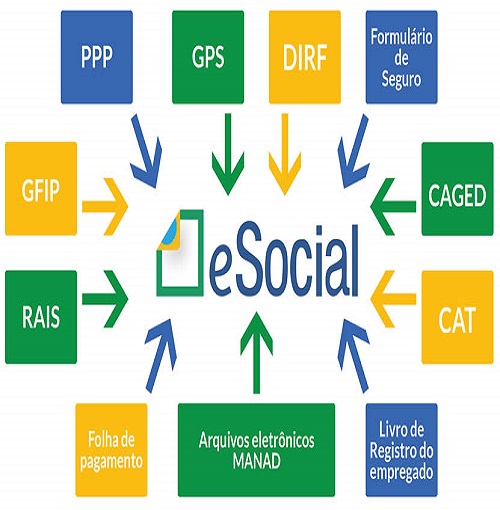 PPP
GPS
DIRF
Formulário
de
Seguro
GFIP
CAGED
eSocial
RAIS
CAT
Folha de
pagamento
Arquivos eletrônicos
MANAD
Livro de
Registro do
empregado